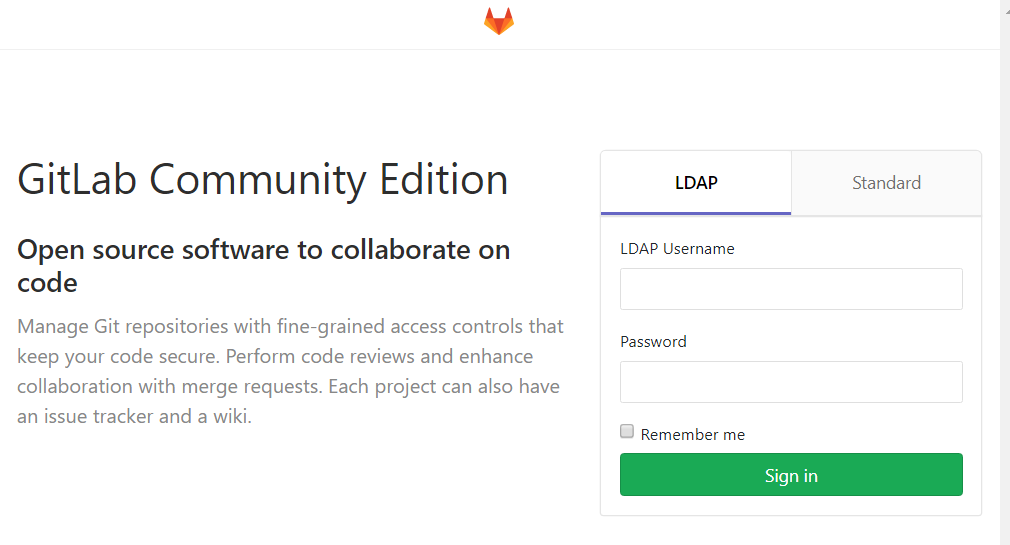 GitLab Community Edition
Open source software to collaborate on
code
Manage Git repositories with fine-grained access controls that
keep your code secure. Perform code reviews and enhance
collaboration with merge requests. Each project can also have
an issue tracker and a wiki.
LDAP
Standard
LDAP Username
Password
Remember me
Sign in